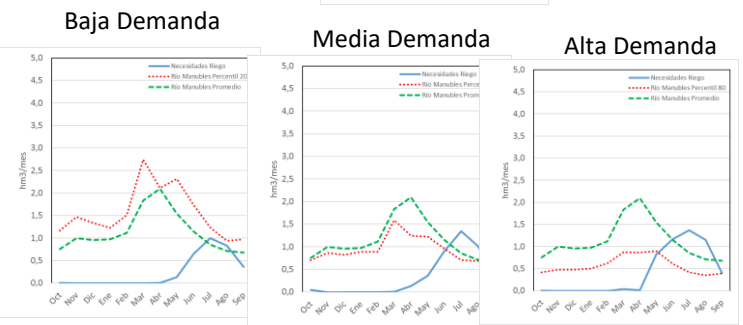 Baja Demanda
5,0
4,5
4,0
3,5
3,0
2,5
2,0
1,5
1,0
0,5
0,0
hm3/mes
Necesidades Riego
Río Manubles Percentil 20
Río Manubles Promedio
Oct Nov Dic Ene Feb Mar Abr May Jun Jul Ago Sep
Media Demanda
5,0
4,5
4,0
3,5
3,0
2,5
2,0
1,5
1,0
0,5
0,0
hm3/mes
Necesidades Riego
Río Manubles Perce
Río Manubles Prom
Oct Nov Dic Ene Feb Mar Abr May Jun Jul Ago
Alta Demanda
5,0
4,5
4,0
3,5
3,0
2,5
2,0
1,5
1,0
0,5
0,0
hm3/mes
Necesidades Riego
Río Manubles Percentil 80
Río Manubles Promedio
Oct Nov Dic Ene Feb Mar Abr May Jun Jul Ago Sep